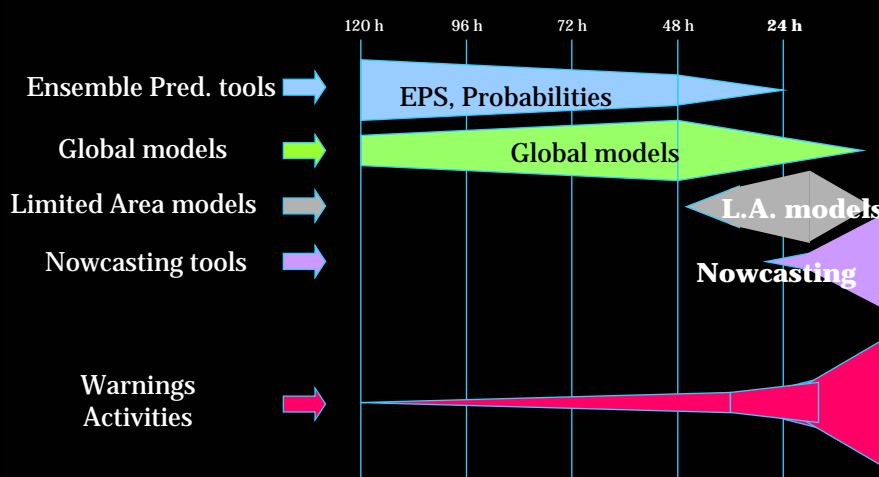 120 h 96 h 72 h 48 h 24 h
Ensemble Pred. tools
EPS, Probabilities
Global models
Global models
Limited Area models
L.A. models
Nowcasting tools
Nowcasting
Warnings
Activities